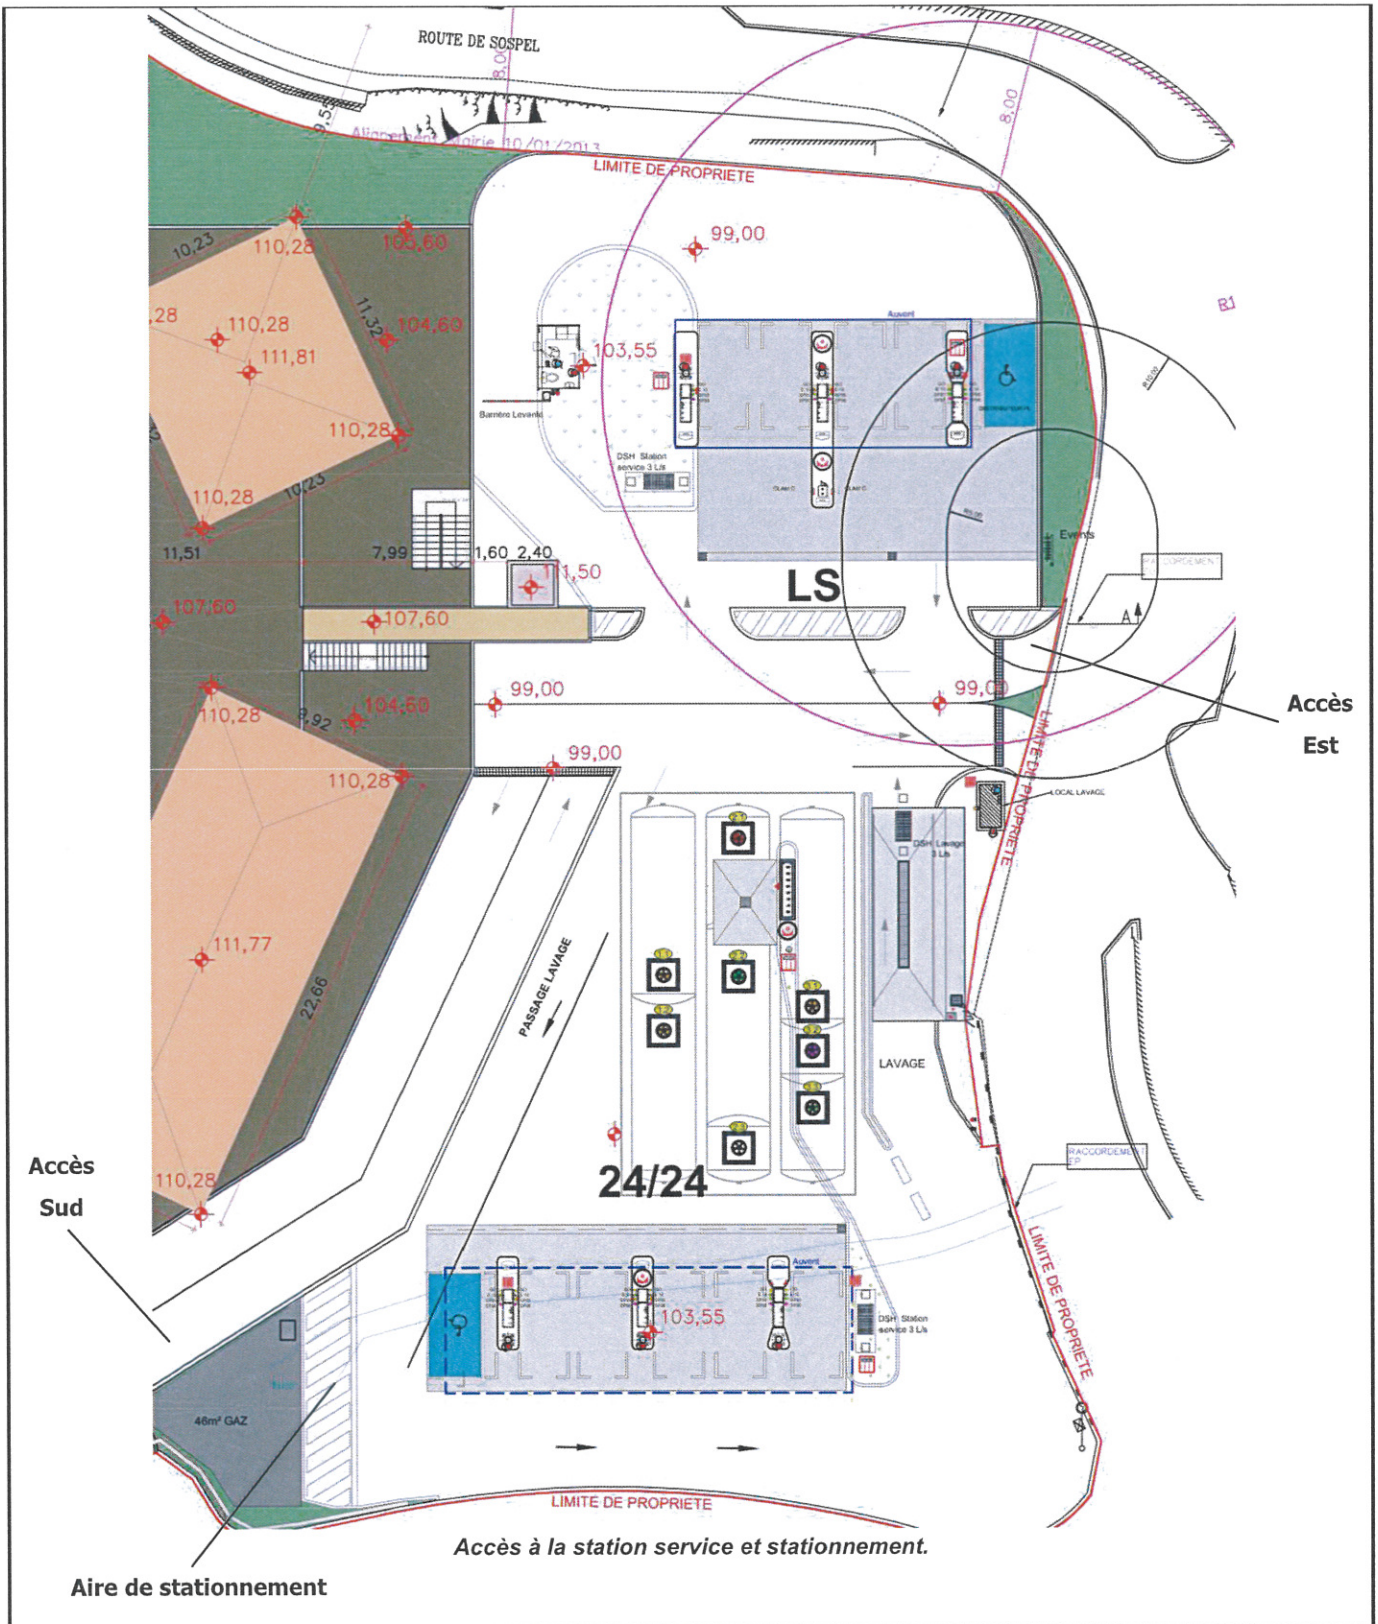 ROUTE DE SOSPEL
8.00
8,00
9,5
Alignement Mairie 10/01/2013
LIMITE DE PROPRIETE
99,00
10,23
110,28
105,60
11,32
,28
110,28
104,60
111,81
R1
Auvent
103,55
R10.00
Barrière Levante
110,28
DSH Station
service 3 L/s
10,23
110,28
R5.00
Events
11,51
7,99
1,60
2,40
111,50
LS
RACCORDEMENT
107,60
107,60
A
99,00
99,00
Accès
Est
110,28
9,92
104,60
99,00
110,28
LIMITE DE PROPRIETE
LOCAL LAVAGE
DSH Lavage
3 L/s
111,77
22,66
PASSAGE LAVAGE
LAVAGE
RACCORDEMENT
EP
Accès
Sud
110,28
24/24
LIMITE DE PROPRIETE
Auvent
103,55
DSH Station
service 3 L/s
46m² GAZ
LIMITE DE PROPRIETE
Accès à la station service et stationnement.
Aire de stationnement